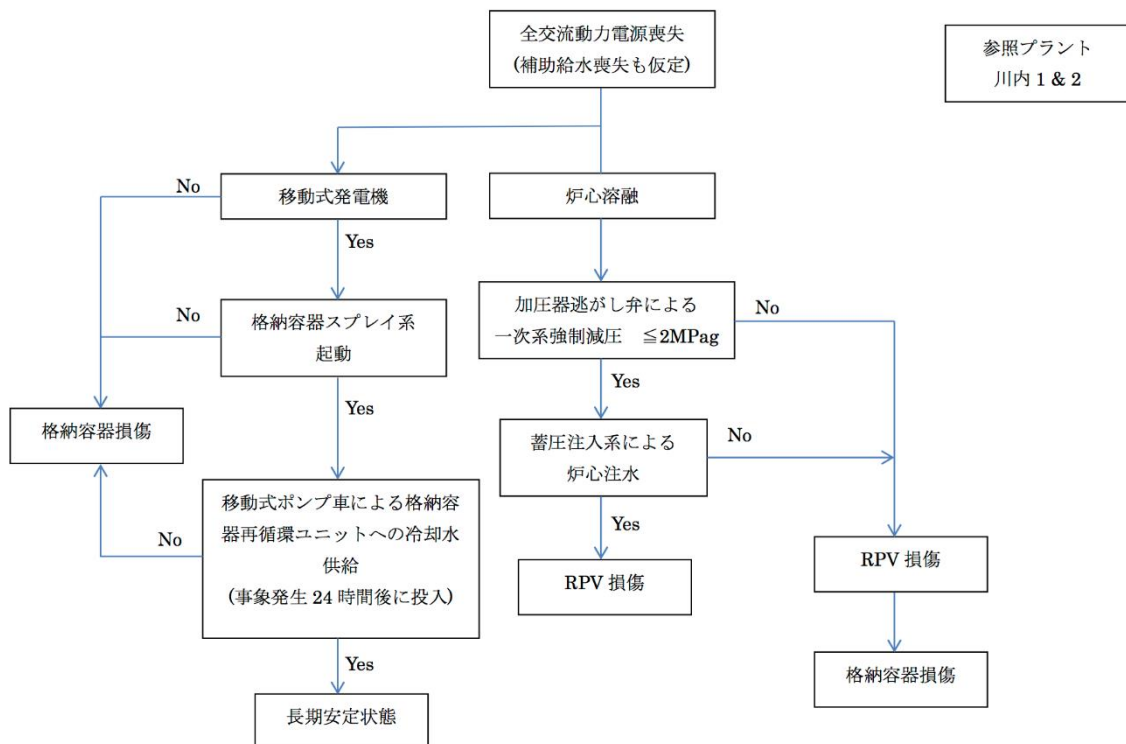 全交流動力電源喪失
(補助給水喪失も仮定)
参照プラント
川内 1 & 2
No
移動式発電機
炉心溶融
Yes
No
格納容器スプレイ系
起動
加圧器逃がし弁による
一次系強制減圧 ≦2MPag
No
Yes
Yes
格納容器損傷
蓄圧注入系による
炉心注水
No
移動式ポンプ車による格納容
器再循環ユニットへの冷却水
供給
(事象発生 24 時間後に投入)
No
Yes
RPV 損傷
RPV 損傷
Yes
格納容器損傷
長期安定状態